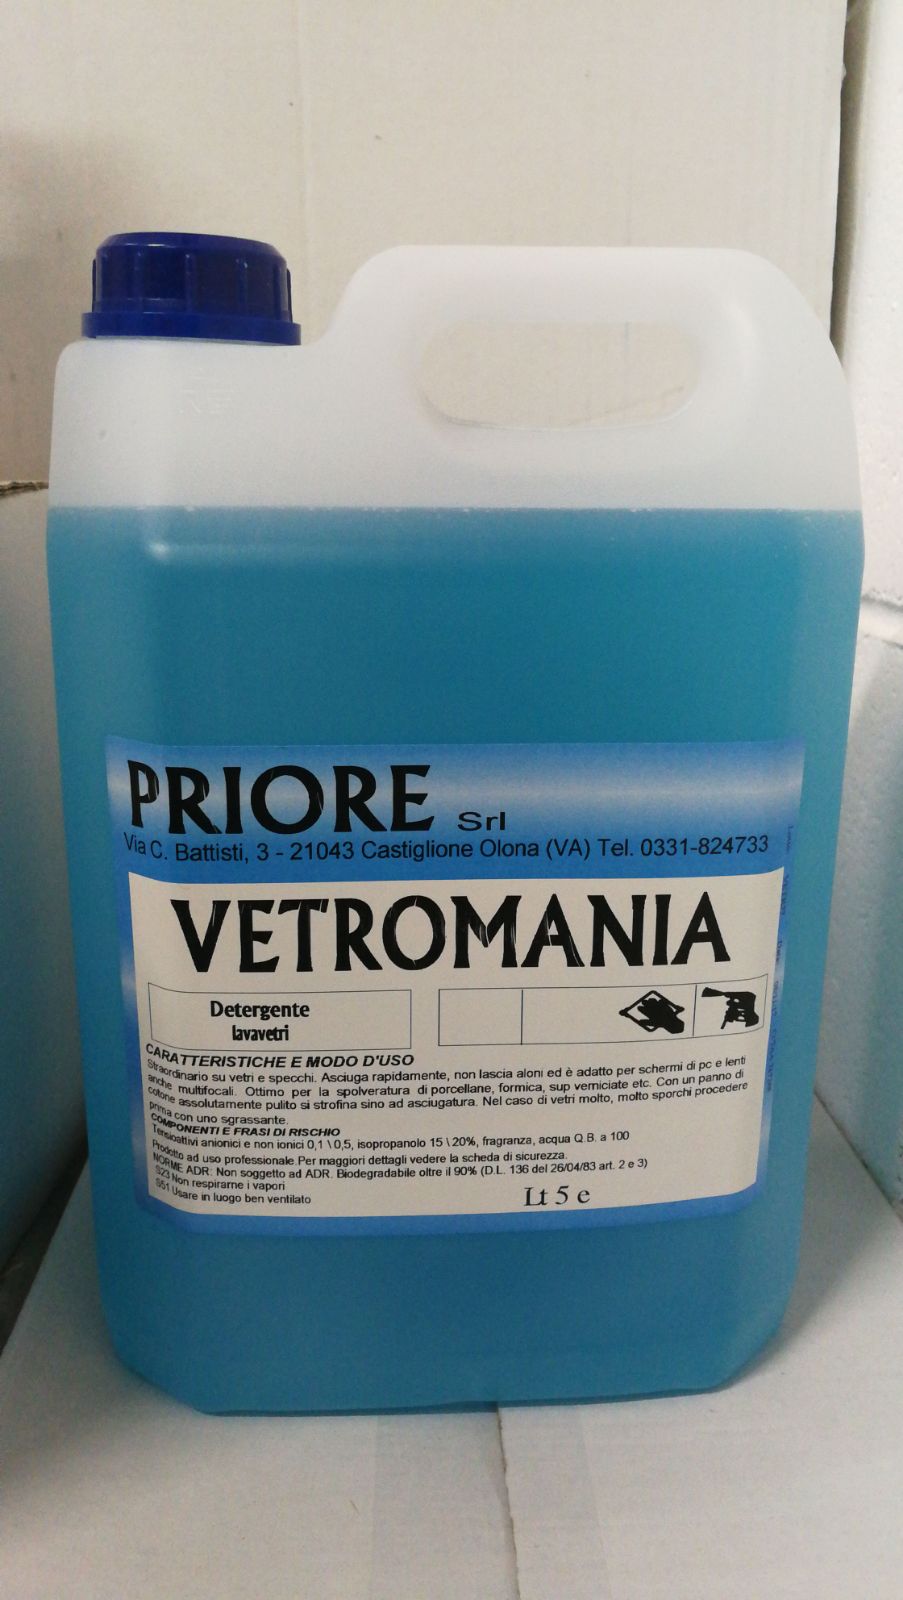 PRIORE Srl
Via C. Battisti, 3 - 21043 Castiglione Olona (VA) Tel. 0331-824733
VETROMANIA
Detergente
lavavetri
CARATTERISTICHE E MODO D'USO
Straordinario su vetri e specchi. Asciuga rapidamente, non lascia aloni ed è adatto per schermi di pc e lenti
anche multifocali. Ottimo per la spolveratura di porcellane, formica, sup verniciate etc. Con un panno di
cotone assolutamente pulito si strofina sino ad asciugatura. Nel caso di vetri molto, molto sporchi procedere
prima con uno sgrassante.
COMPONENTI E FRASI DI RISCHIO
Tensioattivi anionici e non ionici 0,1 \ 0,5, isopropanolo 15 \ 20%, fragranza, acqua Q.B. a 100
Prodotto ad uso professionale.Per maggiori dettagli vedere la scheda di sicurezza.
NORME ADR: Non soggetto ad ADR. Biodegradabile oltre il 90% (D.L. 136 del 26/04/83 art. 2 e 3)
S23 Non respirarne i vapori
S51 Usare in luogo ben ventilato
Lt 5 e